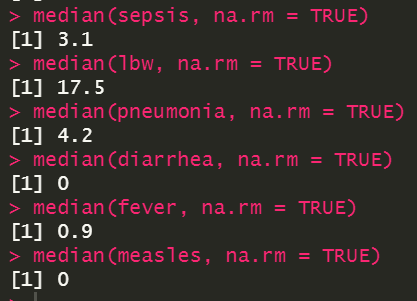 > median(sepsis, na.rm = TRUE)
[1] 3.1
> median(lbw, na.rm = TRUE)
[1] 17.5
> median(pneumonia, na.rm = TRUE)
[1] 4.2
> median(diarrhea, na.rm = TRUE)
[1] 0
> median(fever, na.rm = TRUE)
[1] 0.9
> median(measles, na.rm = TRUE)
[1] 0